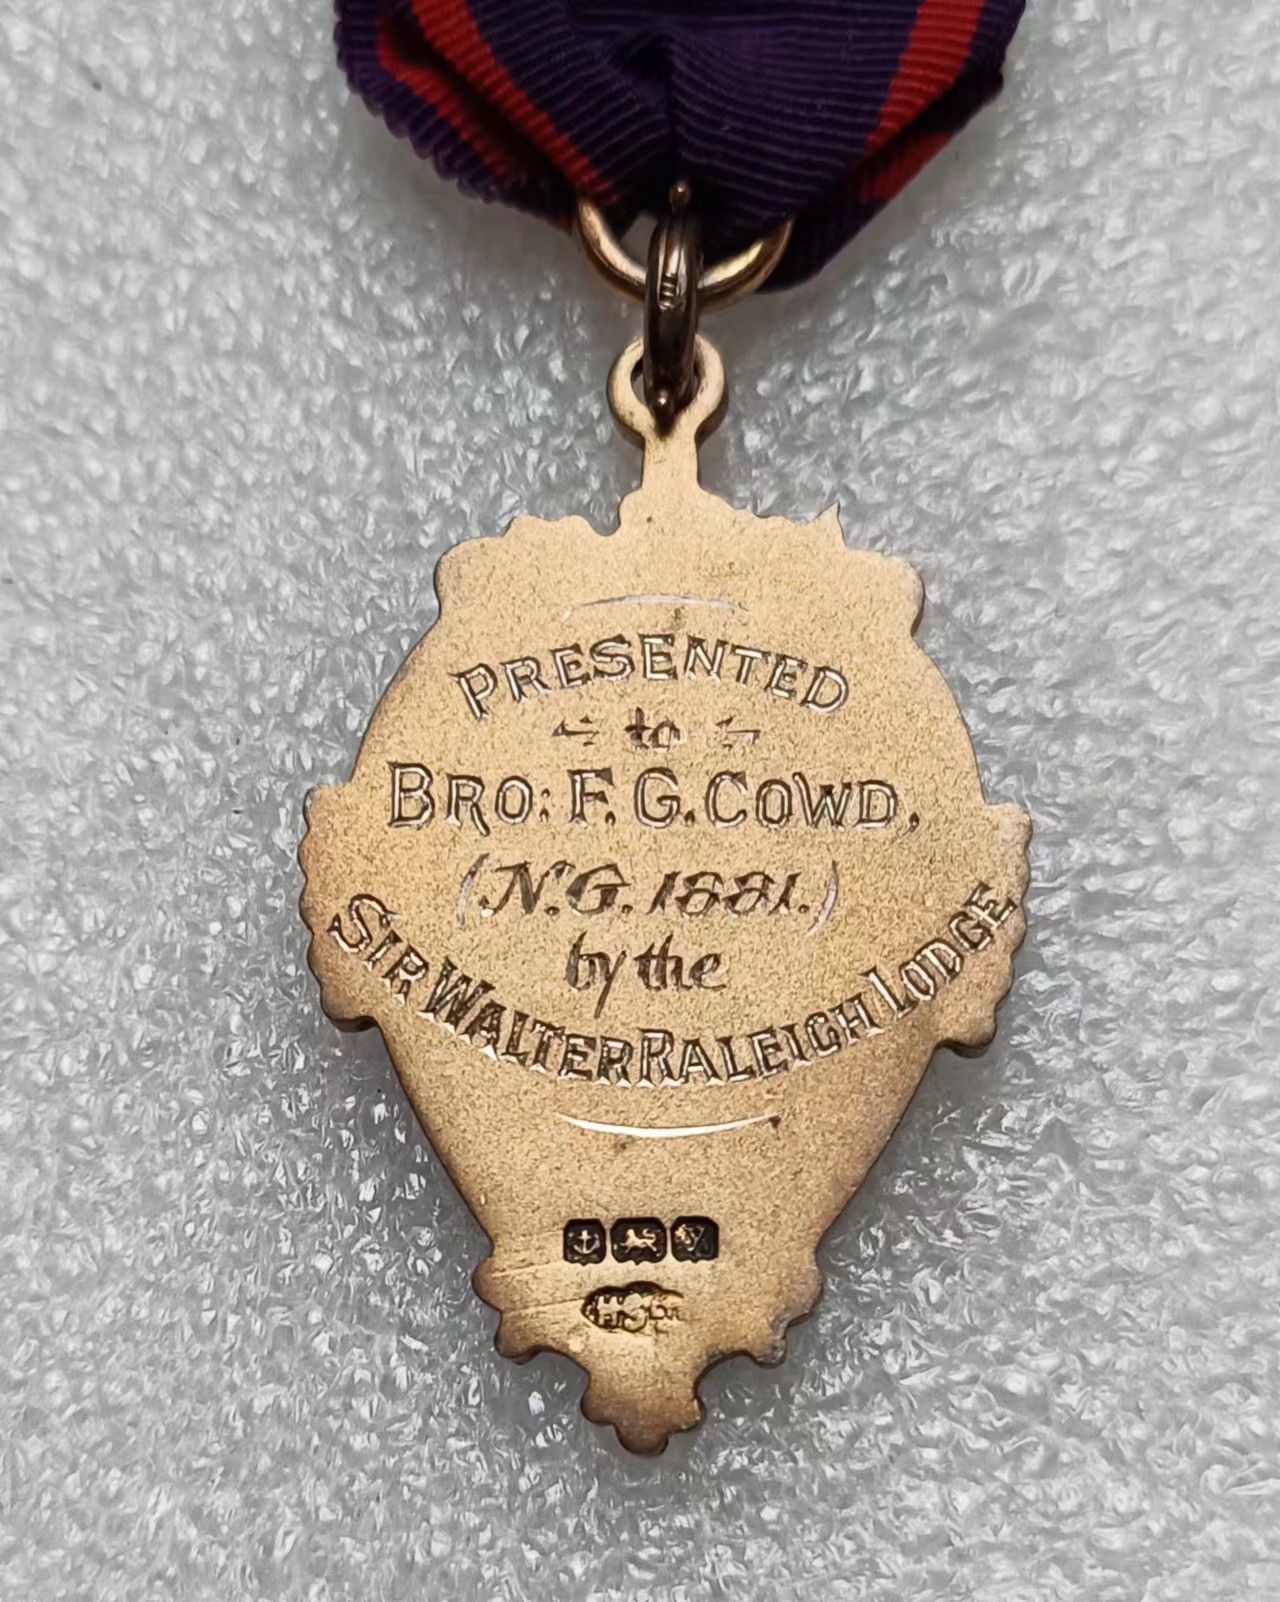 PRESENTED
to
BRO: F. G. COWD,
(N.G. 1881.)
by the
SIR WALTER RALEIGH LODGE